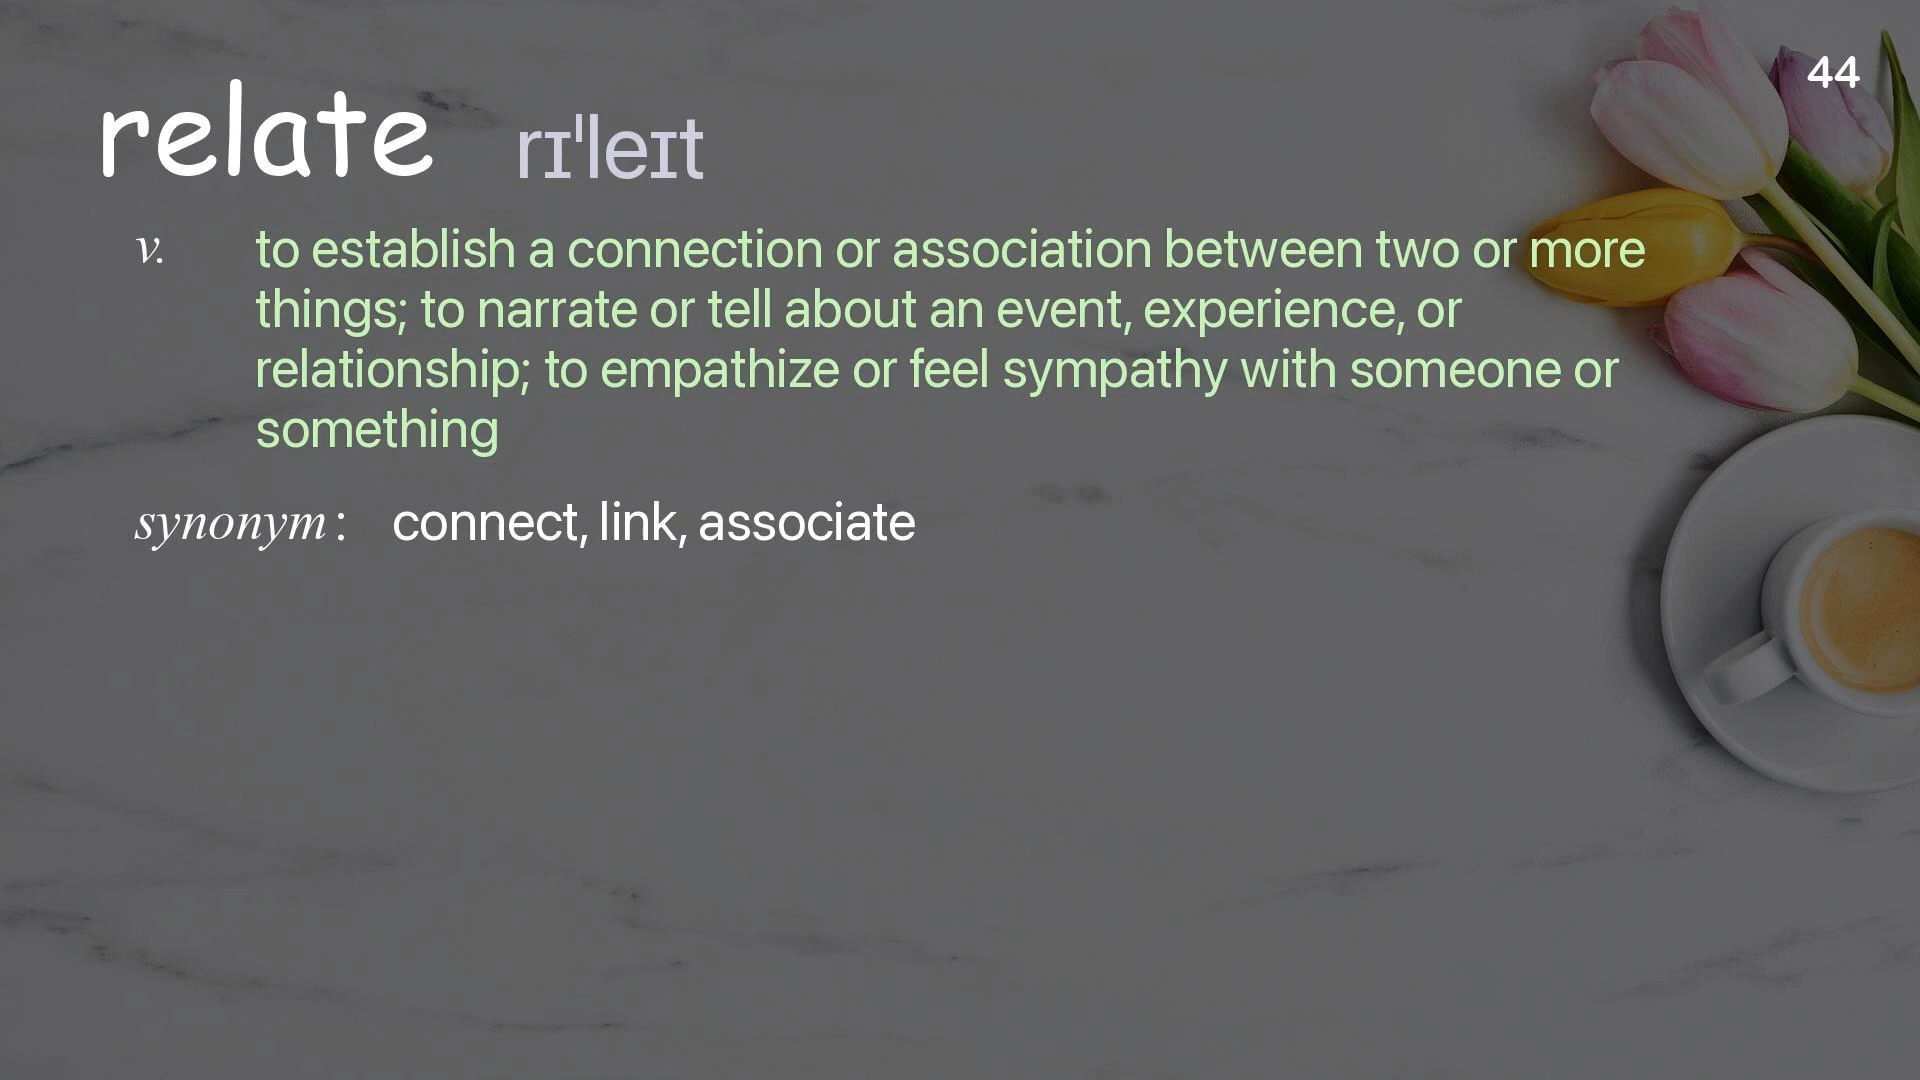 44
relate rɪˈleɪt
v. to establish a connection or association between two or more
things; to narrate or tell about an event, experience, or
relationship; to empathize or feel sympathy with someone or
something
synonym: connect, link, associate